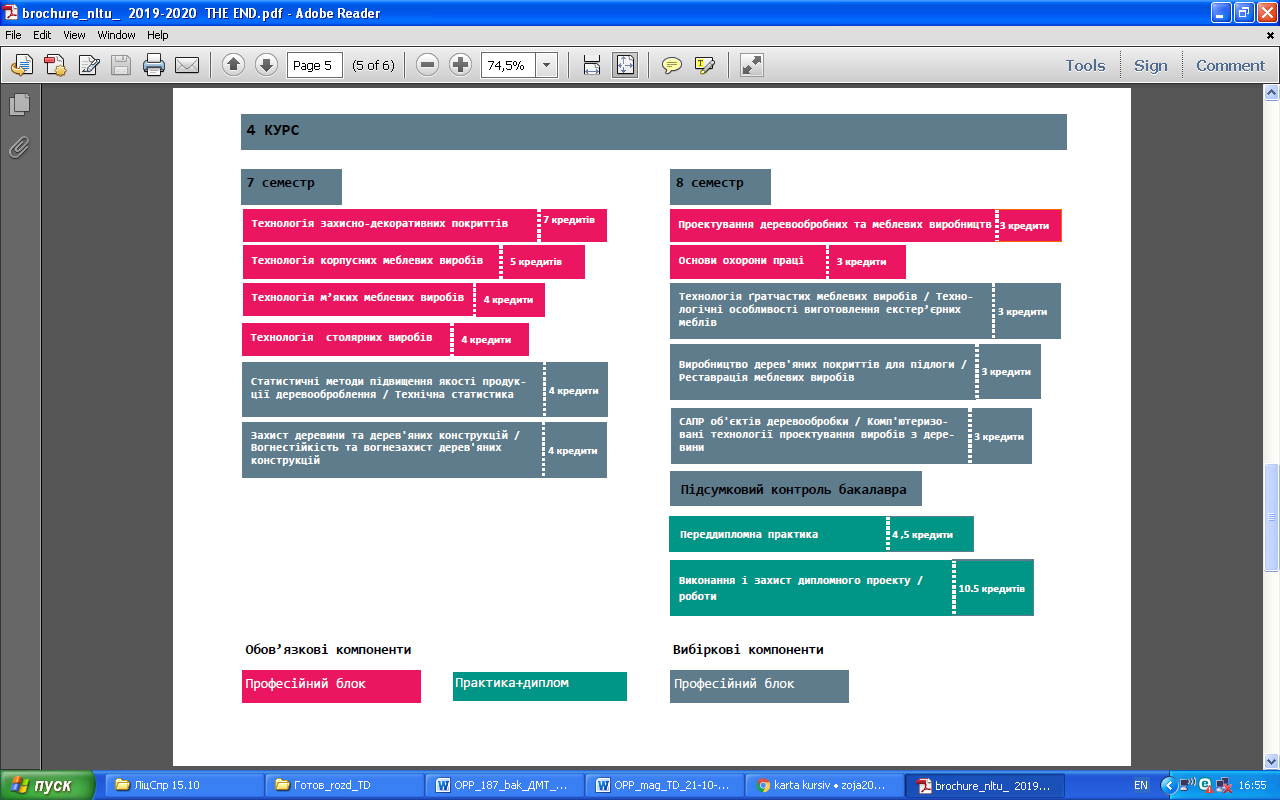 brochure_nltu_ 2019-2020 THE END.pdf - Adobe Reader
File Edit View Window Help
Page 5 (5 of 6) 74,5% Tools Sign Comment
4 КУРС
7 семестр
Технологія захисно-декоративних покриттів 7 кредитів
Технологія корпусних меблевих виробів 5 кредитів
Технологія м’яких меблевих виробів 4 кредити
Технологія столярних виробів 4 кредити
Статистичні методи підвищення якості продук-
ції деревооброблення / Технічна статистика
4 кредити
Захист деревини та дерев'яних конструкцій /
Вогнестійкість та вогнезахист дерев'яних
конструкцій
4 кредити
8 семестр
Проектування деревообробних та меблевих виробництв 3 кредити
Основи охорони праці 3 кредити
Технологія ґратчастих меблевих виробів / Техно-
логічні особливості виготовлення екстер’єрних
меблів
3 кредити
Виробництво дерев'яних покриттів для підлоги /
Реставрація меблевих виробів
3 кредити
САПР об'єктів деревообробки / Комп'ютеризо-
вані технології проектування виробів з дере-
вини
3 кредити
Підсумковий контроль бакалавра
Переддипломна практика 4 ,5 кредити
Виконання і захист дипломного проекту /
роботи
10.5 кредитів
Обов’язкові компоненти
Професійний блок Практика+диплом
Вибіркові компоненти
Професійний блок
пуск ЛіцСпр 15.10 Готов_rozd_TD OPP_187_bak_ДМТ_... OPP_mag_TD_21-10-... karta kursiv • zoja20... brochure_nltu_ 2019... EN 16:55